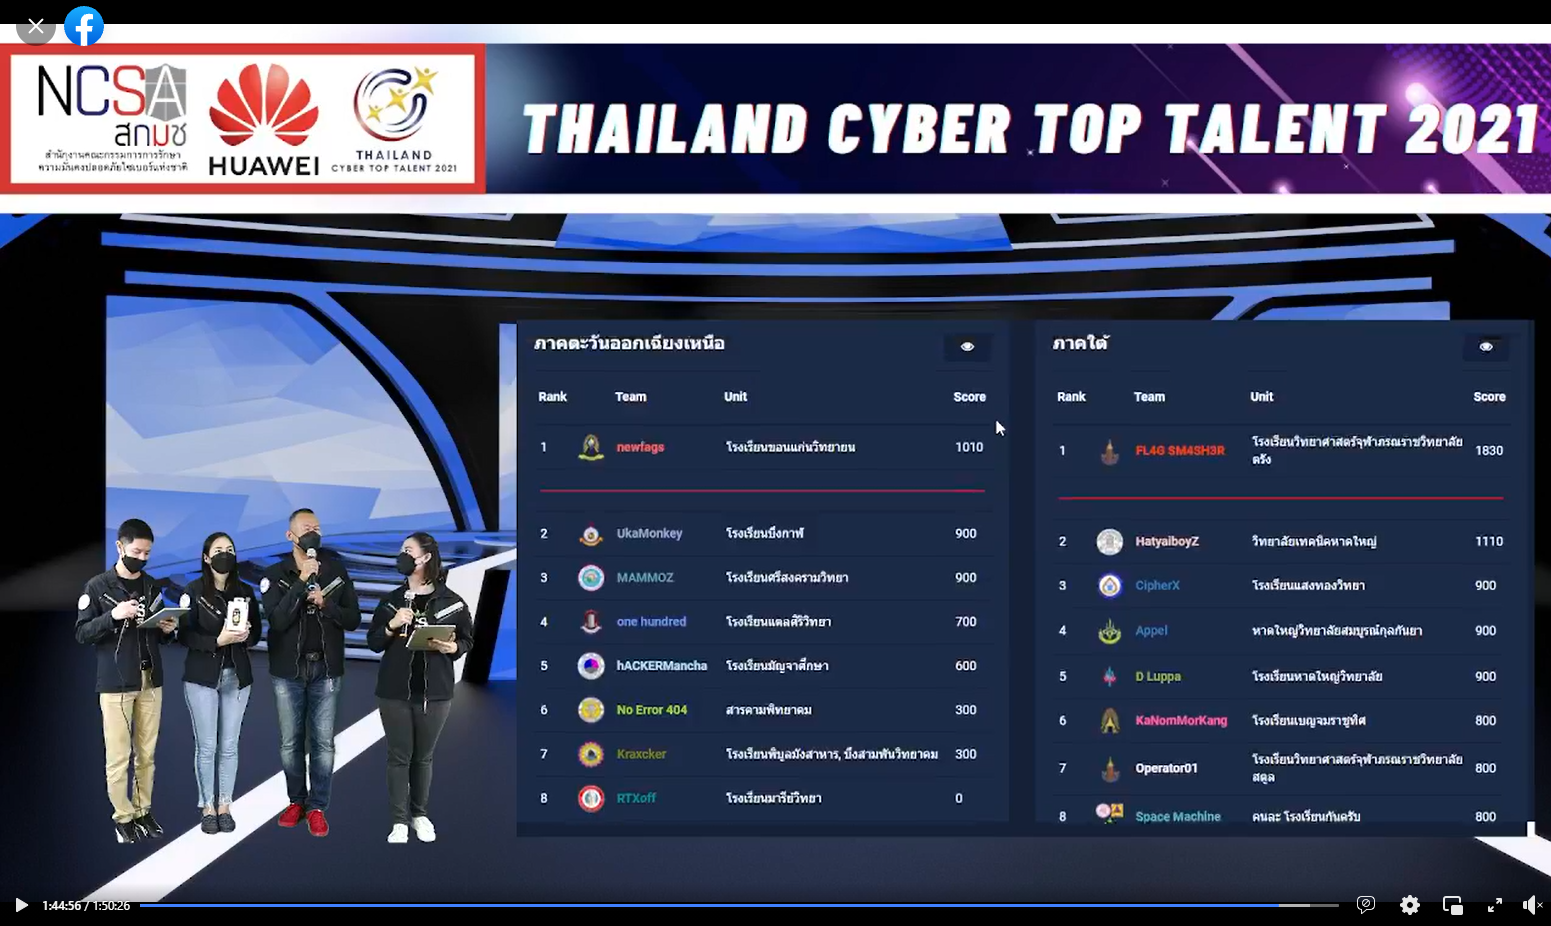 NCSA
สกมช
สำนักงานคณะกรรมการการรักษา
ความมั่นคงปลอดภัยไซเบอร์แห่งชาติ
HUAWEI
THAILAND
CYBER TOP TALENT 2021
THAILAND CYBER TOP TALENT 2021
ภาคตะวันออกเฉียงเหนือ
Rank Team Unit Score
1 newfags โรงเรียนขอนแก่นวิทยายน 1010
2 UkaMonkey โรงเรียนบึงกาฬ 900
3 MAMMOZ โรงเรียนศรีสงครามวิทยา 900
4 one hundred โรงเรียนแตลศิริวิทยา 700
5 hACKERMancha โรงเรียนมัญจาศึกษา 600
6 No Error 404 สารคามพิทยาคม 300
7 Kraxcker โรงเรียนพิบูลมังสาหาร, บึงสามพันวิทยาคม 300
8 RTXoff โรงเรียนมารีย์วิทยา 0
ภาคใต้
Rank Team Unit Score
1 FL4G SM4SH3R โรงเรียนวิทยาศาสตร์จุฬาภรณราชวิทยาลัย
ตรัง 1830
2 HatyaiboyZ วิทยาลัยเทคนิคหาดใหญ่ 1110
3 CipherX โรงเรียนแสงทองวิทยา 900
4 Appel หาดใหญ่วิทยาลัยสมบูรณ์กุลกันยา 900
5 D Luppa โรงเรียนหาดใหญ่วิทยาลัย 900
6 KaNomMorKang โรงเรียนเบญจมราชูทิศ 800
7 Operator01 โรงเรียนวิทยาศาสตร์จุฬาภรณราชวิทยาลัย
สตูล 800
8 Space Machine คนละ โรงเรียนกันครับ 800
1:44:56 / 1:50:26